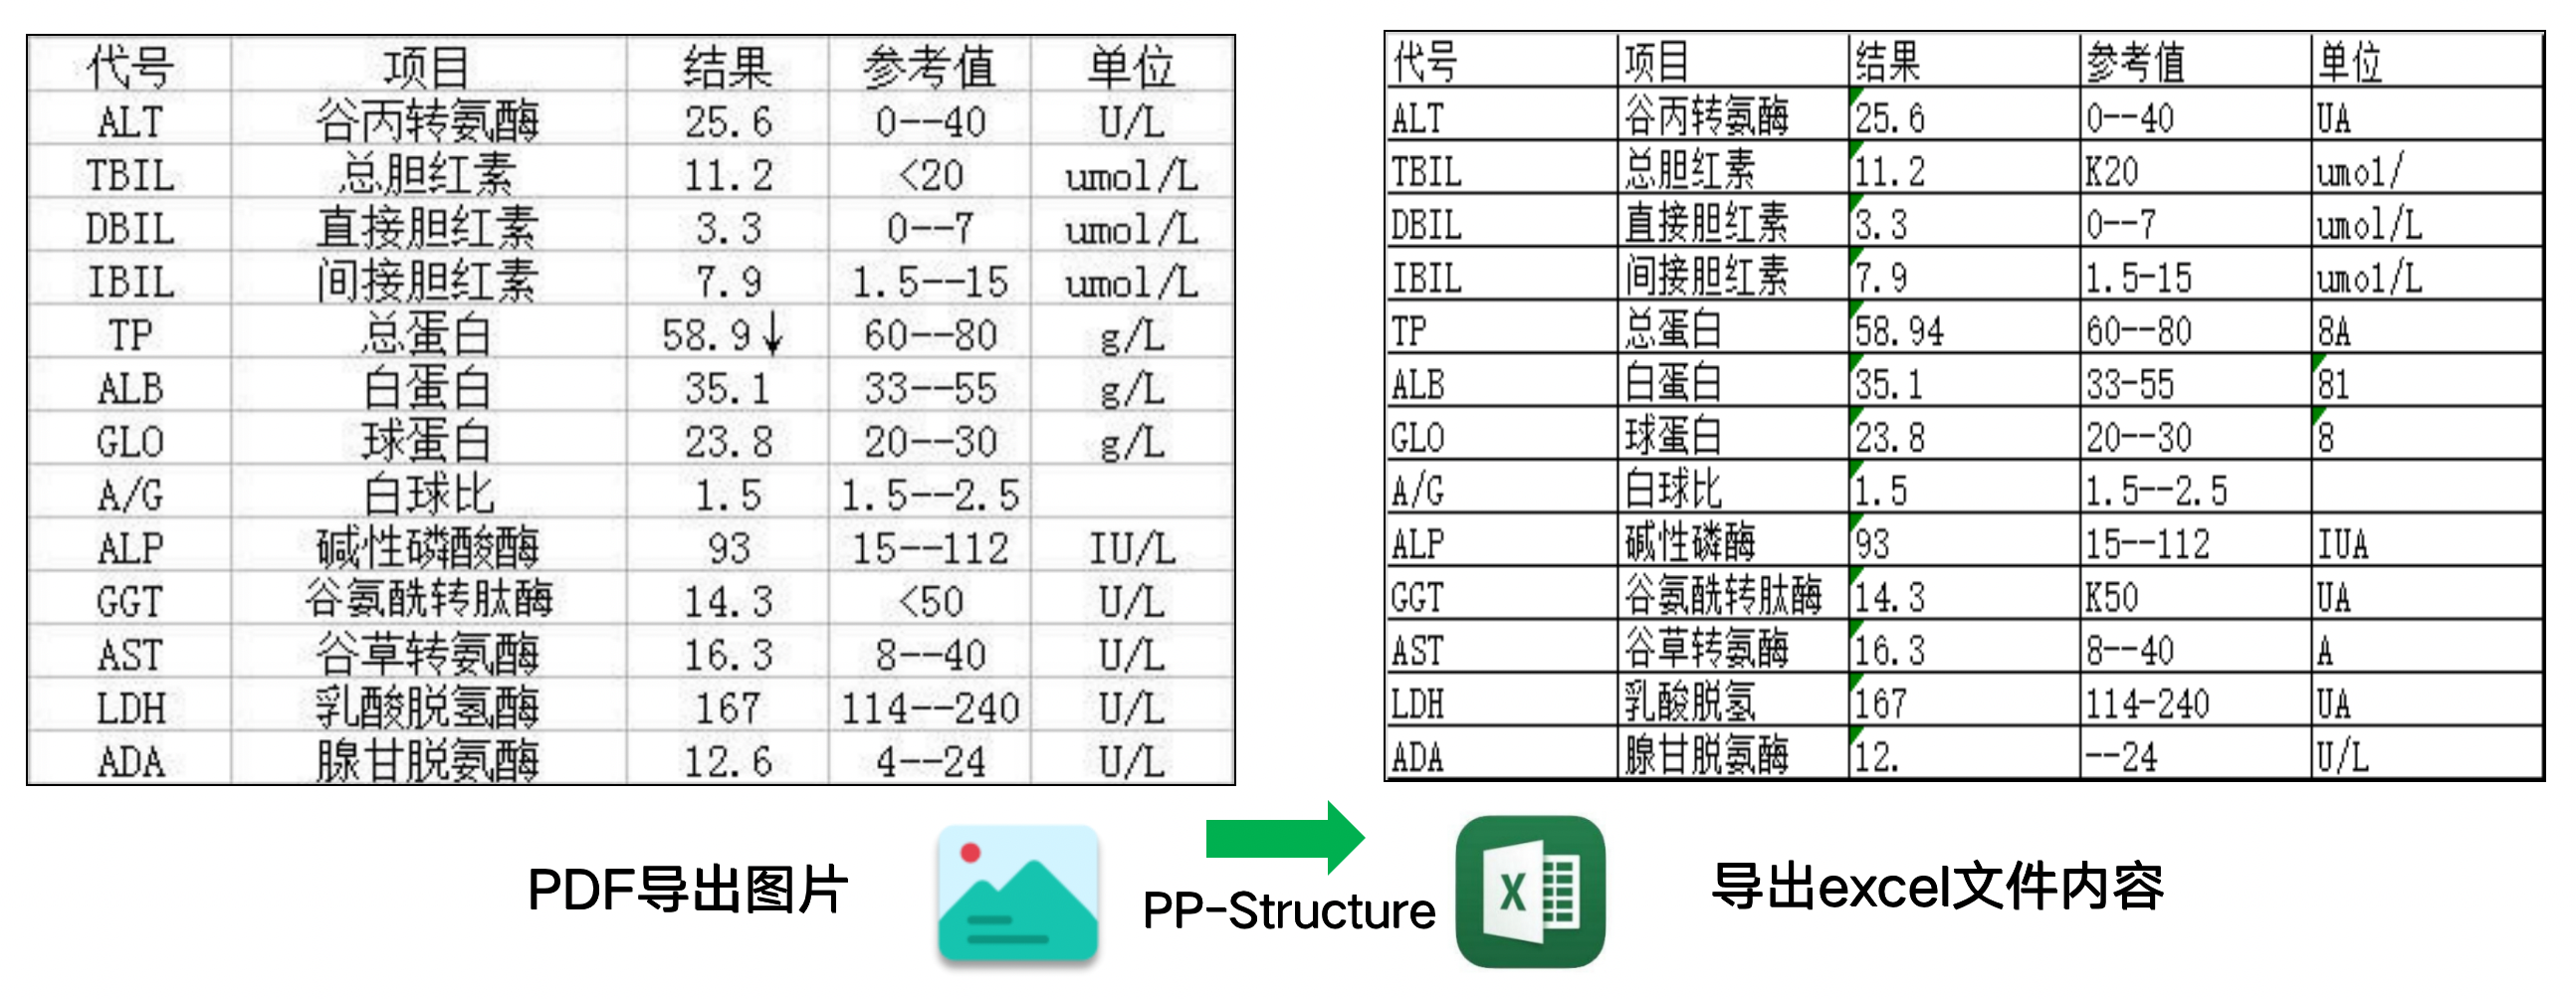 代号 项目 结果 参考值 单位
ALT 谷丙转氨酶 25.6 0--40 U/L
TBIL 总胆红素 11.2 <20 umol/L
DBIL 直接胆红素 3.3 0--7 umol/L
IBIL 间接胆红素 7.9 1.5--15 umol/L
TP 总蛋白 58.9↓ 60--80 g/L
ALB 白蛋白 35.1 33--55 g/L
GLO 球蛋白 23.8 20--30 g/L
A/G 白球比 1.5 1.5--2.5
ALP 碱性磷酸酶 93 15--112 IU/L
GGT 谷氨酰转肽酶 14.3 <50 U/L
AST 谷草转氨酶 16.3 8--40 U/L
LDH 乳酸脱氢酶 167 114--240 U/L
ADA 腺甘脱氨酶 12.6 4--24 U/L
代号 项目 结果 参考值 单位
ALT 谷丙转氨酶 25.6 0--40 UA
TBIL 总胆红素 11.2 K20 umol/
DBIL 直接胆红素 3.3 0--7 umol/L
IBIL 间接胆红素 7.9 1.5-15 umol/L
TP 总蛋白 58.94 60--80 8A
ALB 白蛋白 35.1 33-55 81
GLO 球蛋白 23.8 20--30 8
A/G 白球比 1.5 1.5--2.5
ALP 碱性磷酶 93 15--112 IUA
GGT 谷氨酰转肽酶 14.3 K50 UA
AST 谷草转氨酶 16.3 8--40 A
LDH 乳酸脱氢 167 114-240 UA
ADA 腺甘脱氨酶 12. --24 U/L
PDF导出图片
PP-Structure
X
导出excel文件内容